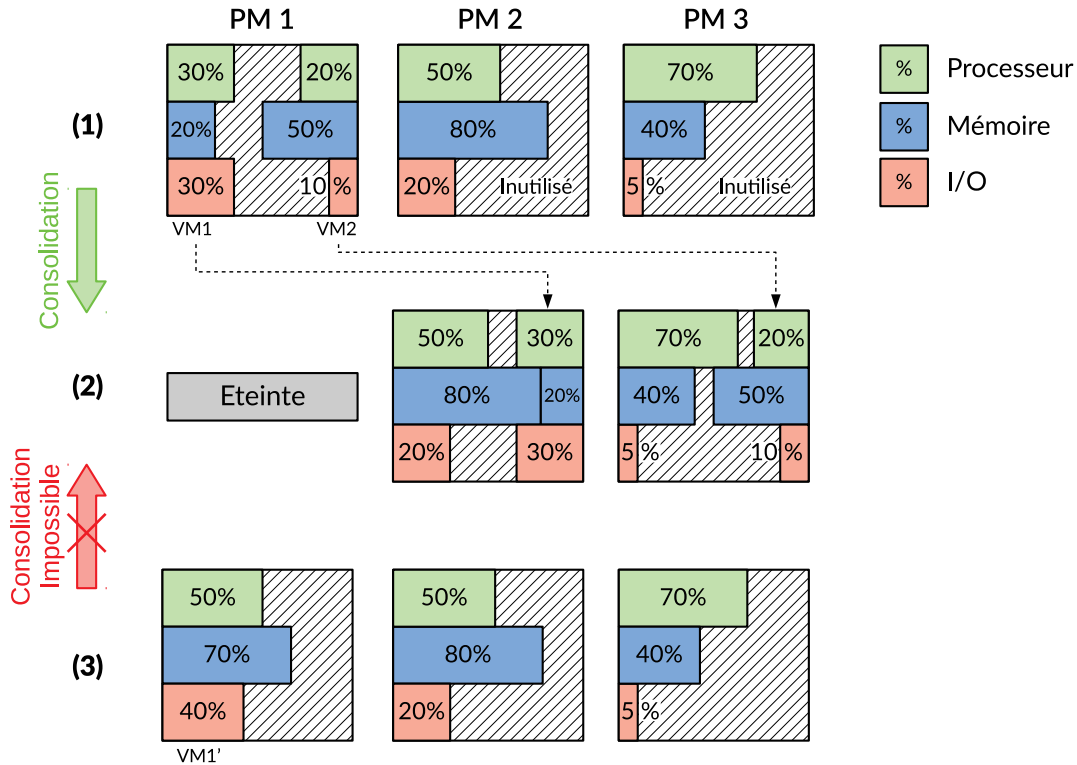 PM 1
PM 2
PM 3
30%
20%
50%
70%
% Processeur
(1)
20%
50%
80%
40%
% Mémoire
30%
10 %
20%
Inutilisé
5 %
Inutilisé
% I/O
VM1
VM2
Consolidation
50%
30%
70%
20%
(2)
Eteinte
80%
20%
40%
50%
20%
30%
5 %
10 %
Consolidation
Impossible
50%
50%
70%
(3)
70%
80%
40%
40%
20%
5 %
VM1'